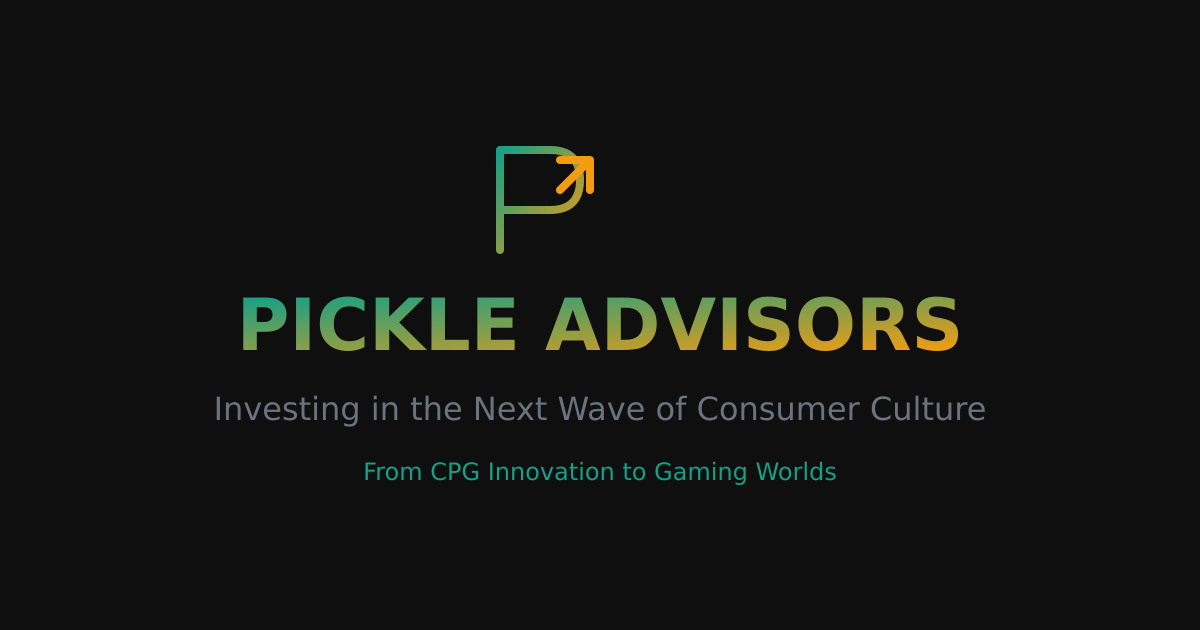 PICKLE ADVISORS
Investing in the Next Wave of Consumer Culture
From CPG Innovation to Gaming Worlds